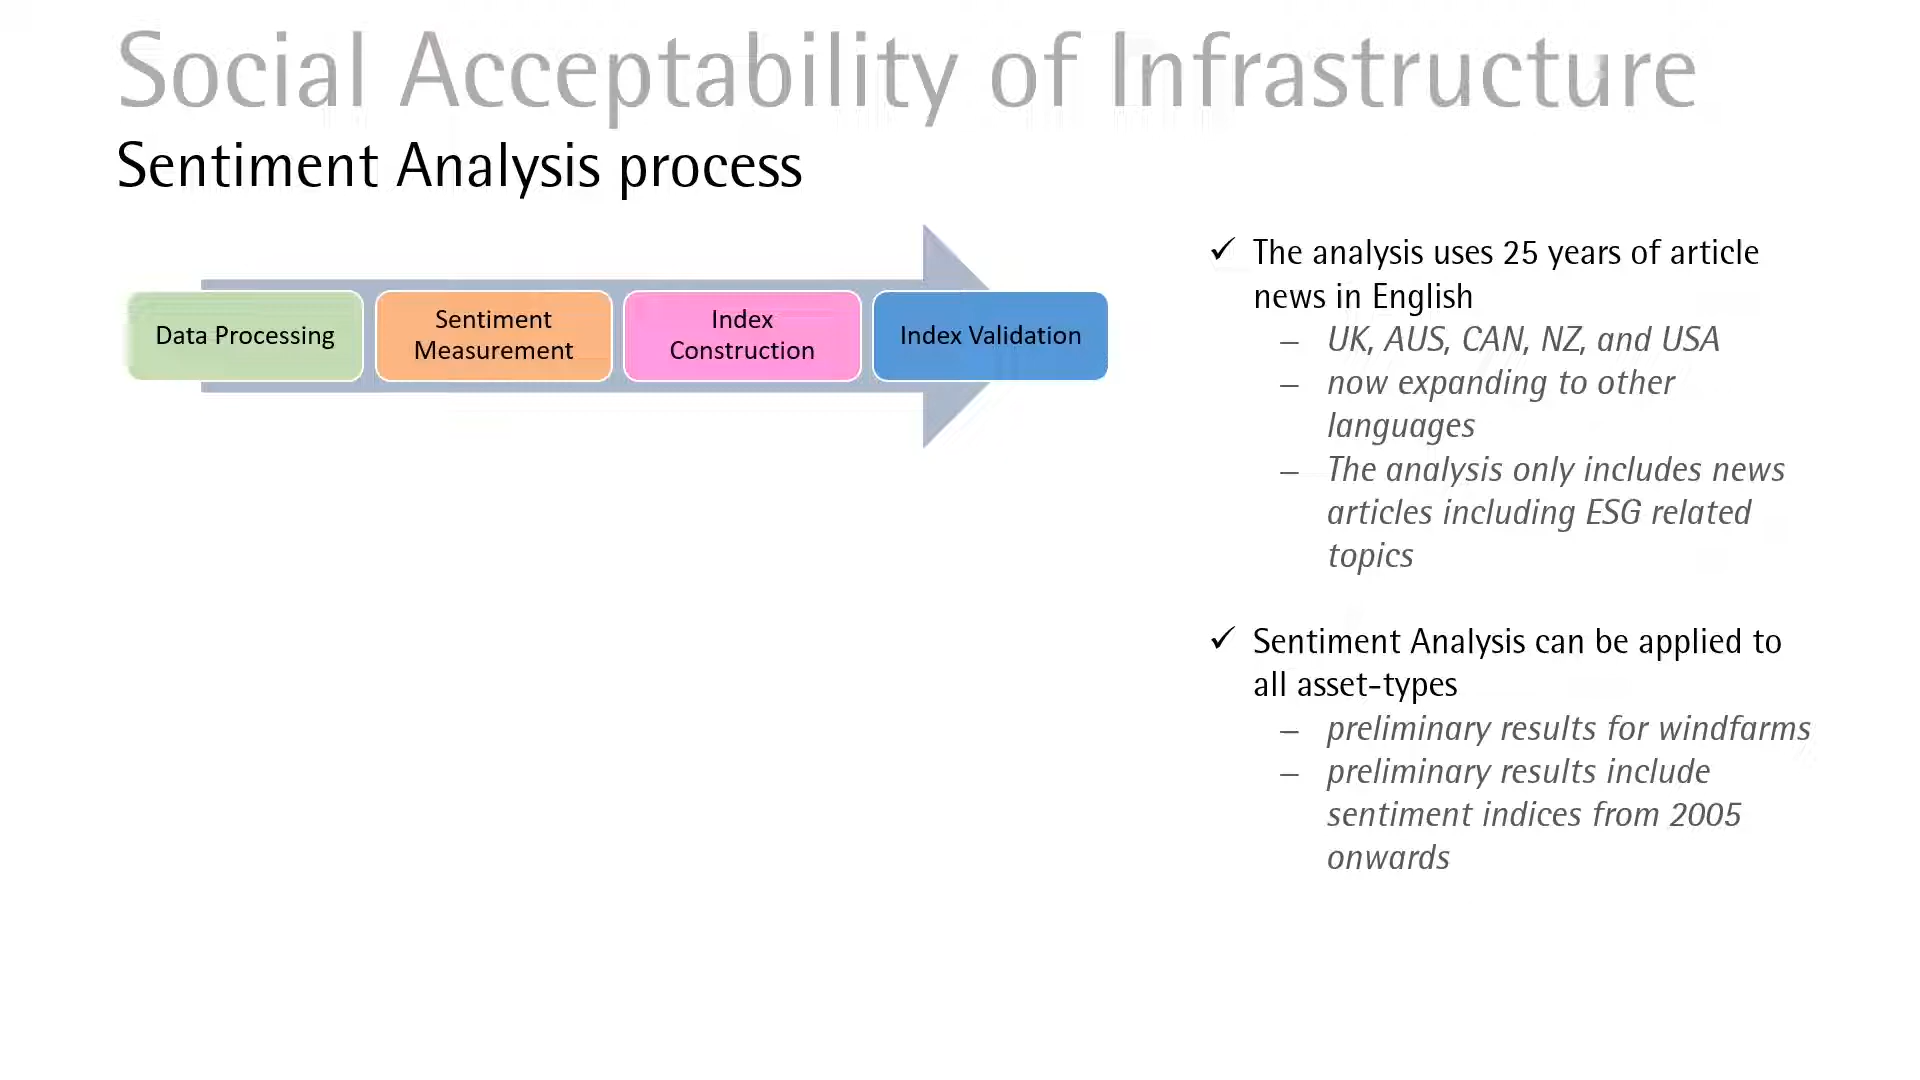 Social Acceptability of Infrastructure
Sentiment Analysis process
Data Processing
Sentiment
Measurement
Index
Construction
Index Validation
✓ The analysis uses 25 years of article
news in English
– UK, AUS, CAN, NZ, and USA
– now expanding to other
languages
– The analysis only includes news
articles including ESG related
topics
✓ Sentiment Analysis can be applied to
all asset-types
– preliminary results for windfarms
– preliminary results include
sentiment indices from 2005
onwards